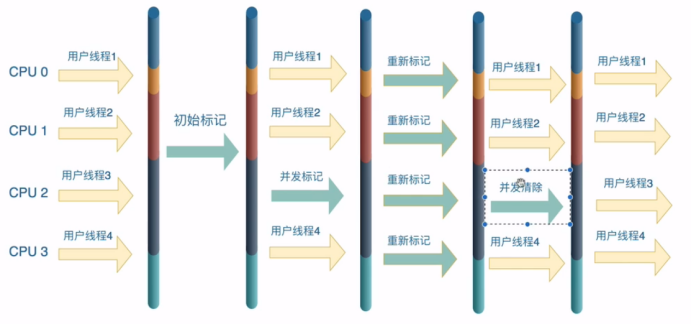 CPU 0
用户线程1
用户线程1
重新标记
用户线程1
用户线程1
CPU 1
用户线程2
初始标记
用户线程2
重新标记
用户线程2
用户线程2
CPU 2
用户线程3
并发标记
重新标记
并发清除
用户线程3
CPU 3
用户线程4
用户线程4
重新标记
用户线程4
用户线程4